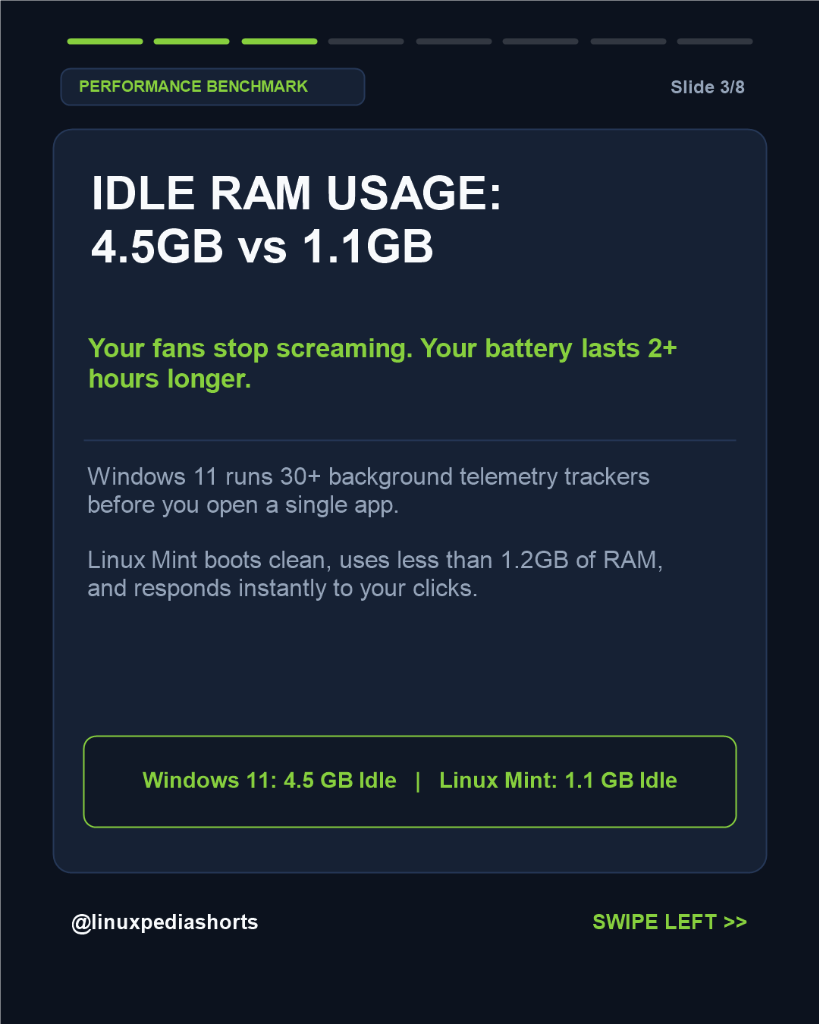 PERFORMANCE BENCHMARK
Slide 3/8
IDLE RAM USAGE:
4.5GB vs 1.1GB
Your fans stop screaming. Your battery lasts 2+
hours longer.
Windows 11 runs 30+ background telemetry trackers
before you open a single app.
Linux Mint boots clean, uses less than 1.2GB of RAM,
and responds instantly to your clicks.
Windows 11: 4.5 GB Idle | Linux Mint: 1.1 GB Idle
@linuxpediashorts
SWIPE LEFT >>